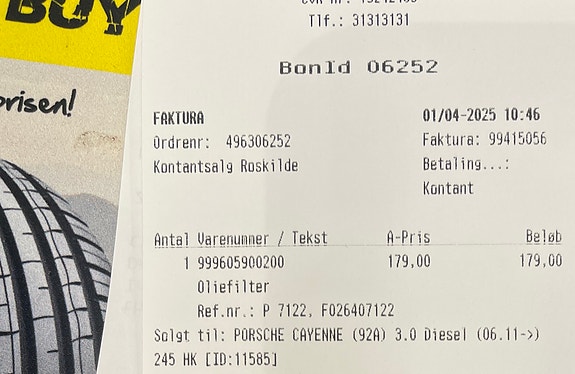 BUY
prisen!
Tlf.: 31313131
BonId 06252
FAKTURA 01/04-2025 10:46
Ordrenr: 496306252 Faktura: 99415056
Kontantsalg Roskilde Betaling...:
Kontant
Antal Varenummer / Tekst A-Pris Beløb
1 999605900200 179,00 179,00
Oliefilter
Ref.nr.: P 7122, F026407122
Solgt til: PORSCHE CAYENNE (92A) 3.0 Diesel (06.11->)
245 HK [ID:11585]